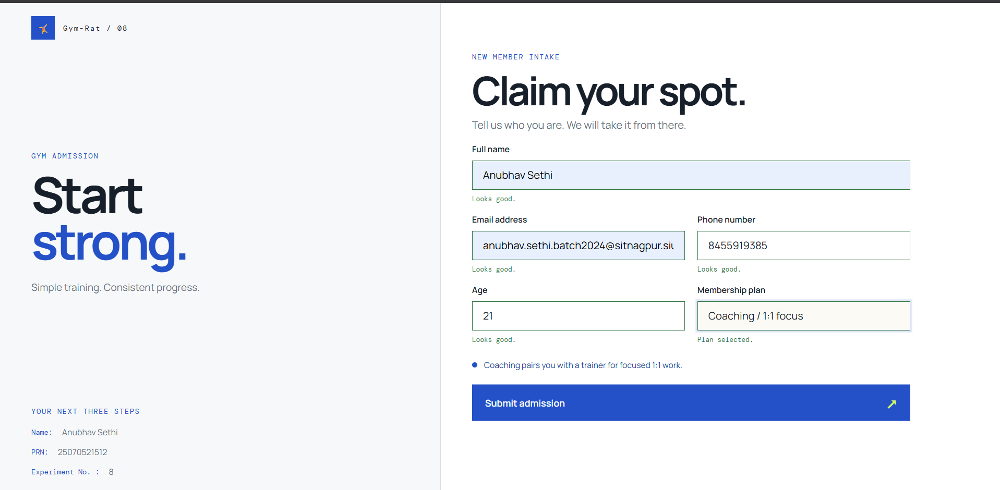 Gym-Rat / 08
GYM ADMISSION
Start
strong.
Simple training. Consistent progress.
YOUR NEXT THREE STEPS
Name: Anubhav Sethi
PRN: 25070521512
Experiment No. : 8
NEW MEMBER INTAKE
Claim your spot.
Tell us who you are. We will take it from there.
Full name
Anubhav Sethi
Looks good.
Email address
anubhav.sethi.batch2024@sitnagpur.siu
Looks good.
Phone number
8455919385
Looks good.
Age
21
Looks good.
Membership plan
Coaching / 1:1 focus
Plan selected.
Coaching pairs you with a trainer for focused 1:1 work.
Submit admission ↗